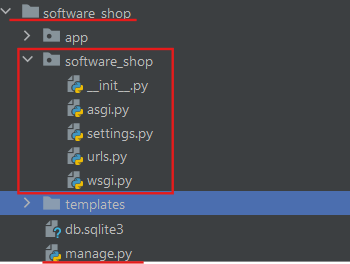 software_shop
app
software_shop
__init__.py
asgi.py
settings.py
urls.py
wsgi.py
templates
db.sqlite3
manage.py